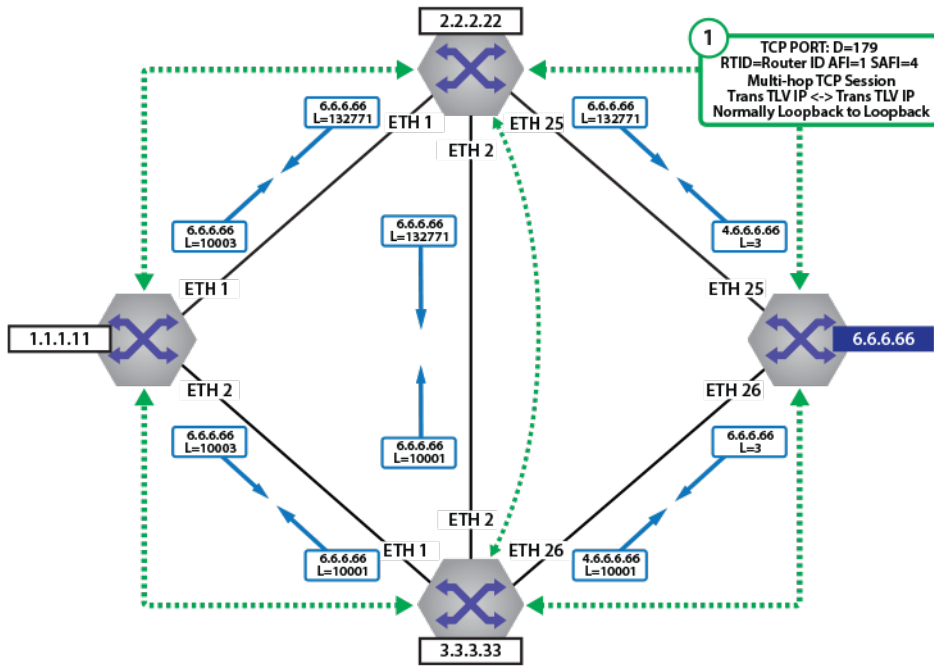 2.2.2.22
1
TCP PORT: D=179
RTID=Router ID AFI=1 SAFI=4
Multi-hop TCP Session
Trans TLV IP <-> Trans TLV IP
Normally Loopback to Loopback
6.6.6.66
L=132771
ETH 1
ETH 2
ETH 25
6.6.6.66
L=132771
6.6.6.66
L=10003
6.6.6.66
L=132771
4.6.6.6.66
L=3
ETH 1
ETH 25
1.1.1.11
6.6.6.66
ETH 2
ETH 26
6.6.6.66
L=10003
6.6.6.66
L=10001
6.6.6.66
L=3
ETH 2
6.6.6.66
L=10001
ETH 1
ETH 26
4.6.6.6.66
L=10001
3.3.3.33